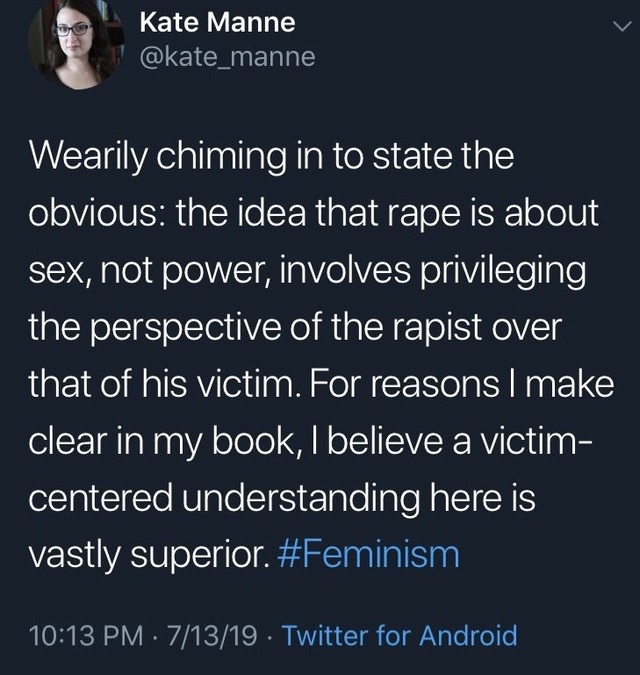 Kate Manne
@kate_manne
Wearily chiming in to state the
obvious: the idea that rape is about
sex, not power, involves privileging
the perspective of the rapist over
that of his victim. For reasons I make
clear in my book, I believe a victim-
centered understanding here is
vastly superior. #Feminism
10:13 PM · 7/13/19 · Twitter for Android